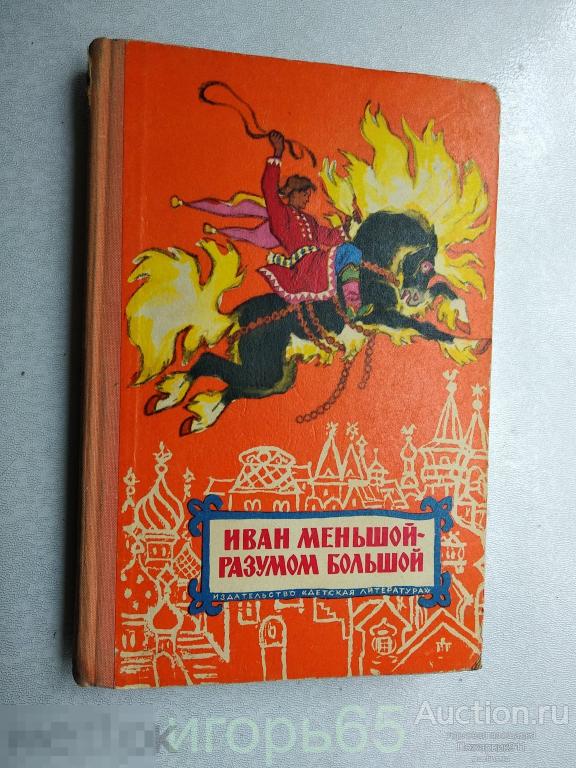 ИВАН МЕНЬШОЙ-
РАЗУМОМ БОЛЬШОЙ
ИЗДАТЕЛЬСТВО «ДЕТСКАЯ ЛИТЕРАТУРА»
игорь65
Auction.ru